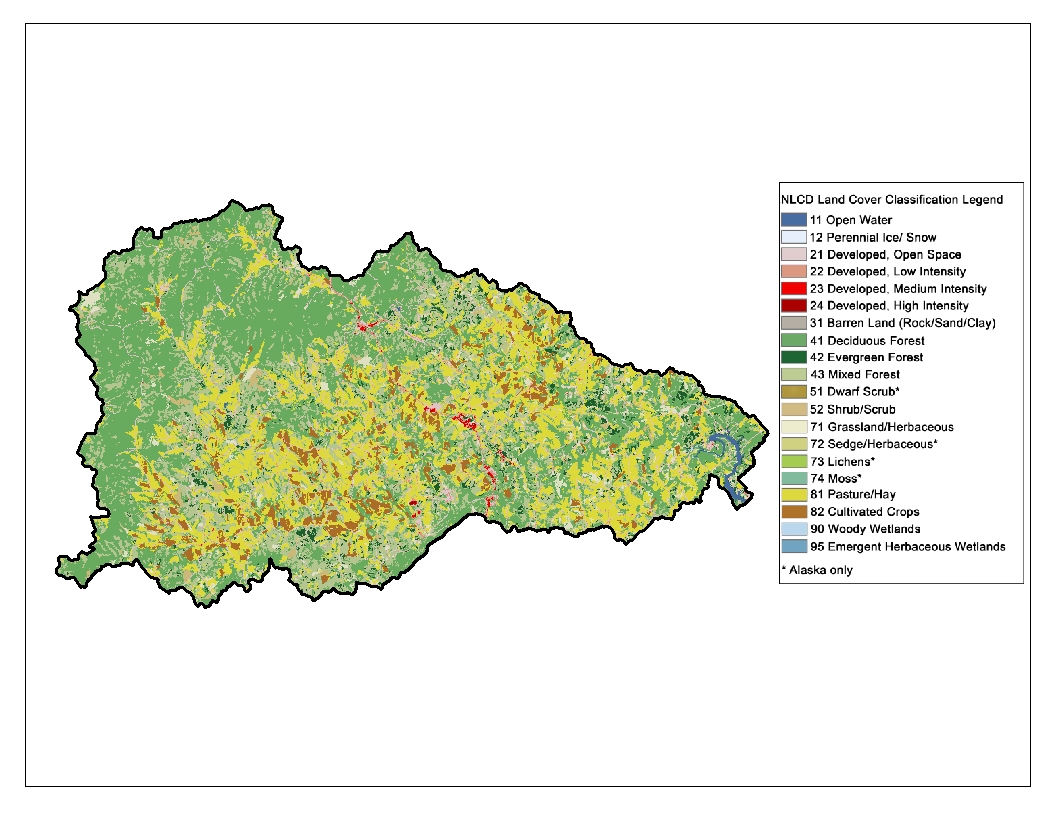 NLCD Land Cover Classification Legend
11 Open Water
12 Perennial Ice/ Snow
21 Developed, Open Space
22 Developed, Low Intensity
23 Developed, Medium Intensity
24 Developed, High Intensity
31 Barren Land (Rock/Sand/Clay)
41 Deciduous Forest
42 Evergreen Forest
43 Mixed Forest
51 Dwarf Scrub*
52 Shrub/Scrub
71 Grassland/Herbaceous
72 Sedge/Herbaceous*
73 Lichens*
74 Moss*
81 Pasture/Hay
82 Cultivated Crops
90 Woody Wetlands
95 Emergent Herbaceous Wetlands
* Alaska only